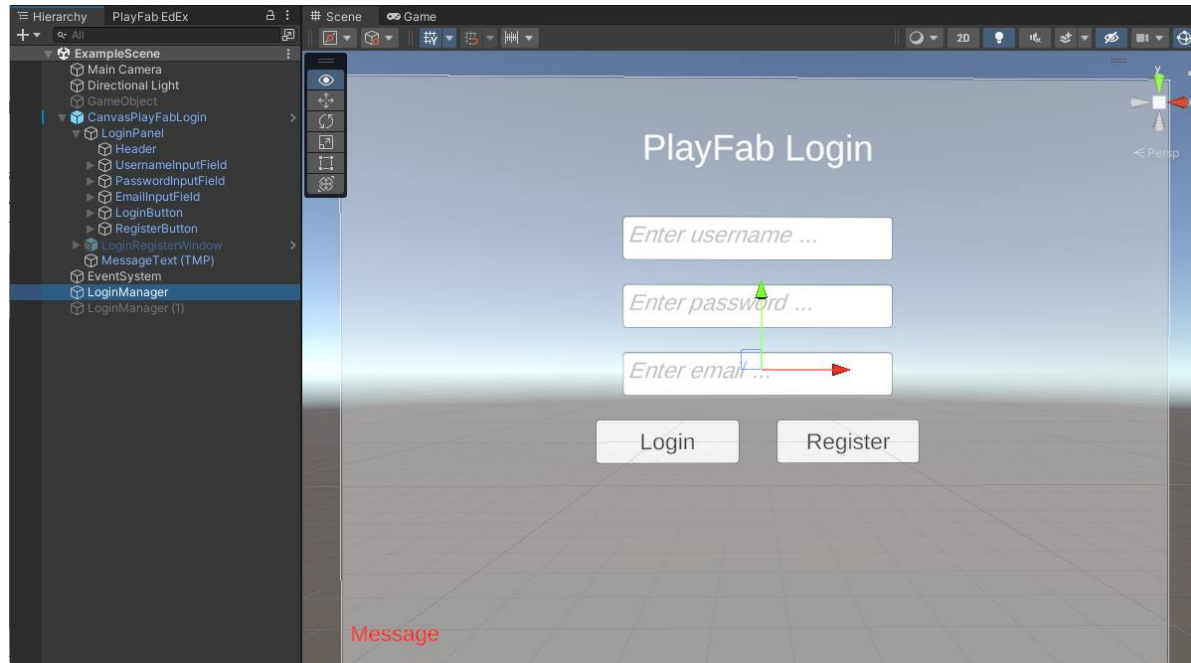 Hierarchy PlayFab EdEx
All
ExampleScene
Main Camera
Directional Light
GameObject
CanvasPlayFabLogin
LoginPanel
Header
UsernameInputField
PasswordInputField
EmailInputField
LoginButton
RegisterButton
LoginRegisterWindow
MessageText (TMP)
EventSystem
LoginManager
LoginManager (1)
Scene Game
2D
y
Persp
PlayFab Login
Enter username ...
Enter password ...
Enter email ...
Login Register
Message